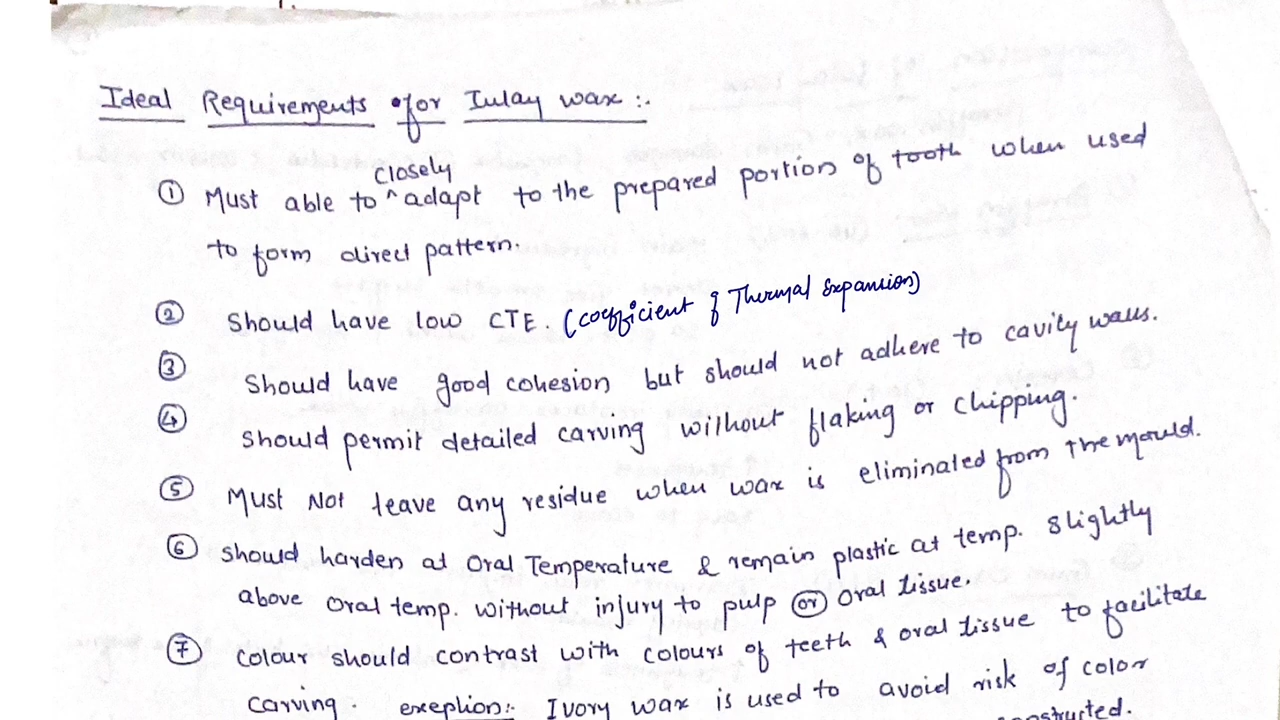 Ideal Requirements for Inlay wax :-
closely
① Must able to ^ adapt to the prepared portion of tooth when used
to form direct pattern.
② Should have low CTE. (coefficient of Thermal Expansion)
③ Should have good cohesion but should not adhere to cavity walls.
④ Should permit detailed carving without flaking or chipping.
⑤ Must Not leave any residue when wax is eliminated from The mould.
⑥ should harden at Oral Temperature & remain plastic at temp. slightly
above Oral temp. without injury to pulp or Oral tissue.
⑦ colour should contrast with colours of teeth & oral tissue to facilitate
carving. exeption:- Ivory wax is used to avoid risk of color